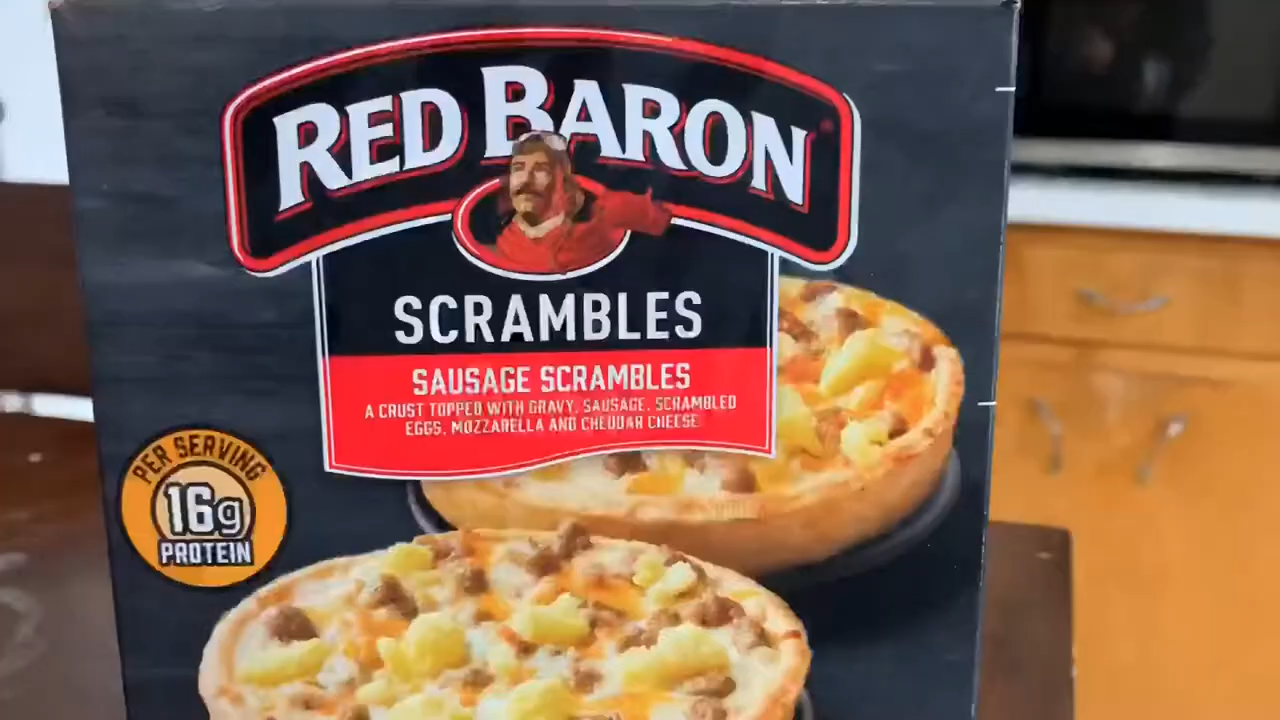 RED BARON
SCRAMBLES
SAUSAGE SCRAMBLES
A CRUST TOPPED WITH GRAVY, SAUSAGE, SCRAMBLED
EGGS, MOZZARELLA AND CHEDDAR CHEESE
PER SERVING
16g
PROTEIN